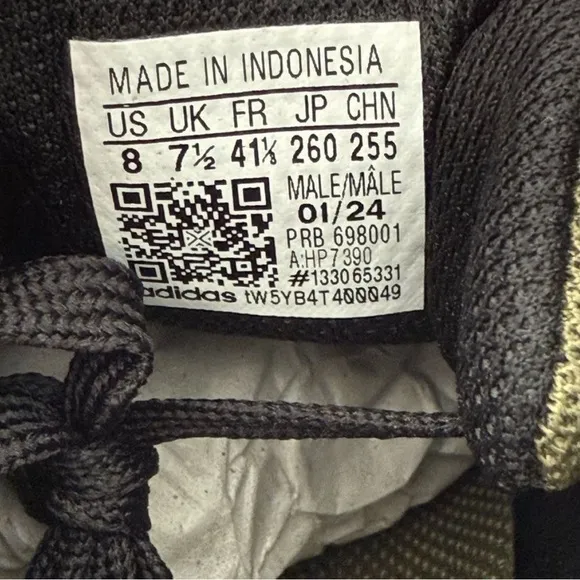 MADE IN INDONESIA
US UK FR JP CHN
8 7½ 41⅓ 260 255
MALE/MÂLE
01/24
PRB 698001
A:HP7390
#133065331
adidas tW5YB4T400049